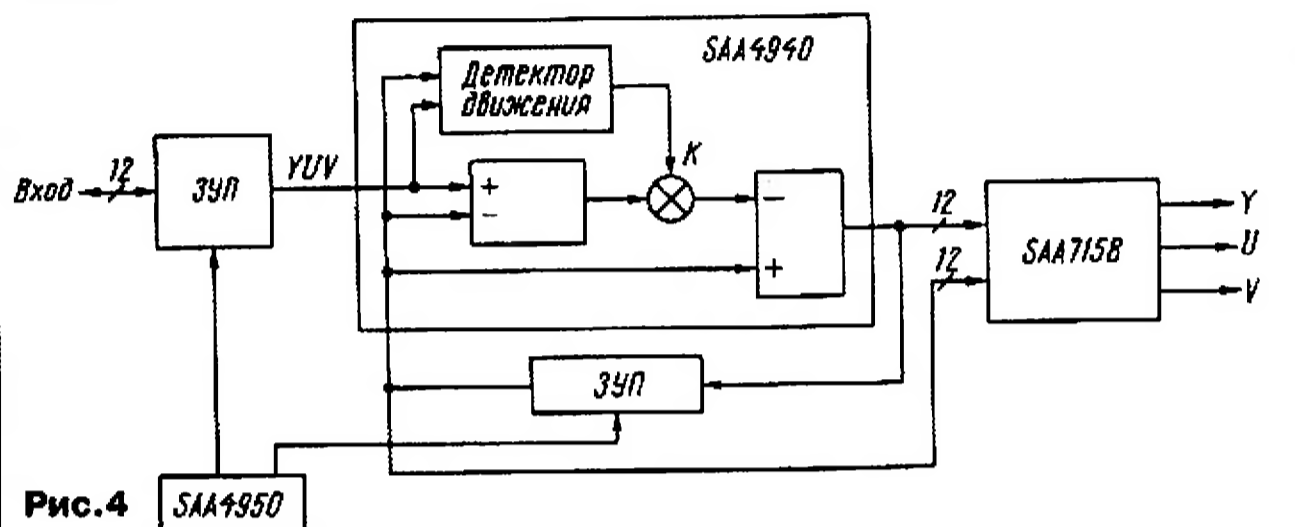 SAA4940
Детектор
движения
Вход
12
ЗУП
YUV
+
−
K
−
+
12
12
SAA7158
Y
U
V
ЗУП
Рис.4
SAA4950